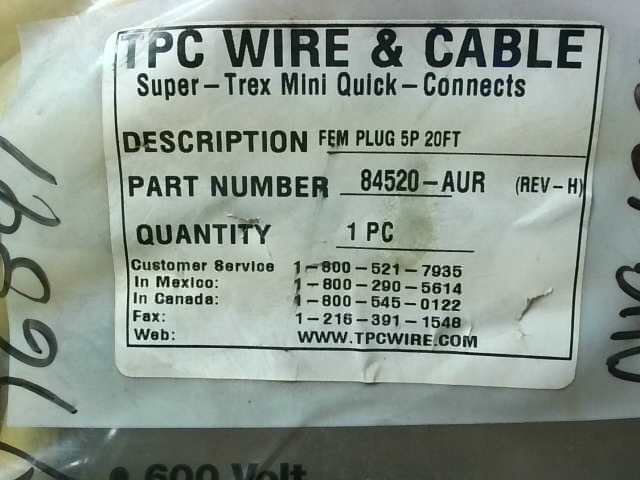 TPC WIRE & CABLE
Super-Trex Mini Quick-Connects
DESCRIPTION FEM PLUG 5P 20FT
PART NUMBER 84520-AUR (REV-H)
QUANTITY 1 PC
Customer Service 1-800-521-7935
In Mexico: 1-800-290-5614
In Canada: 1-800-545-0122
Fax: 1-216-391-1548
Web: WWW.TPCWIRE.COM
• 600 Volt